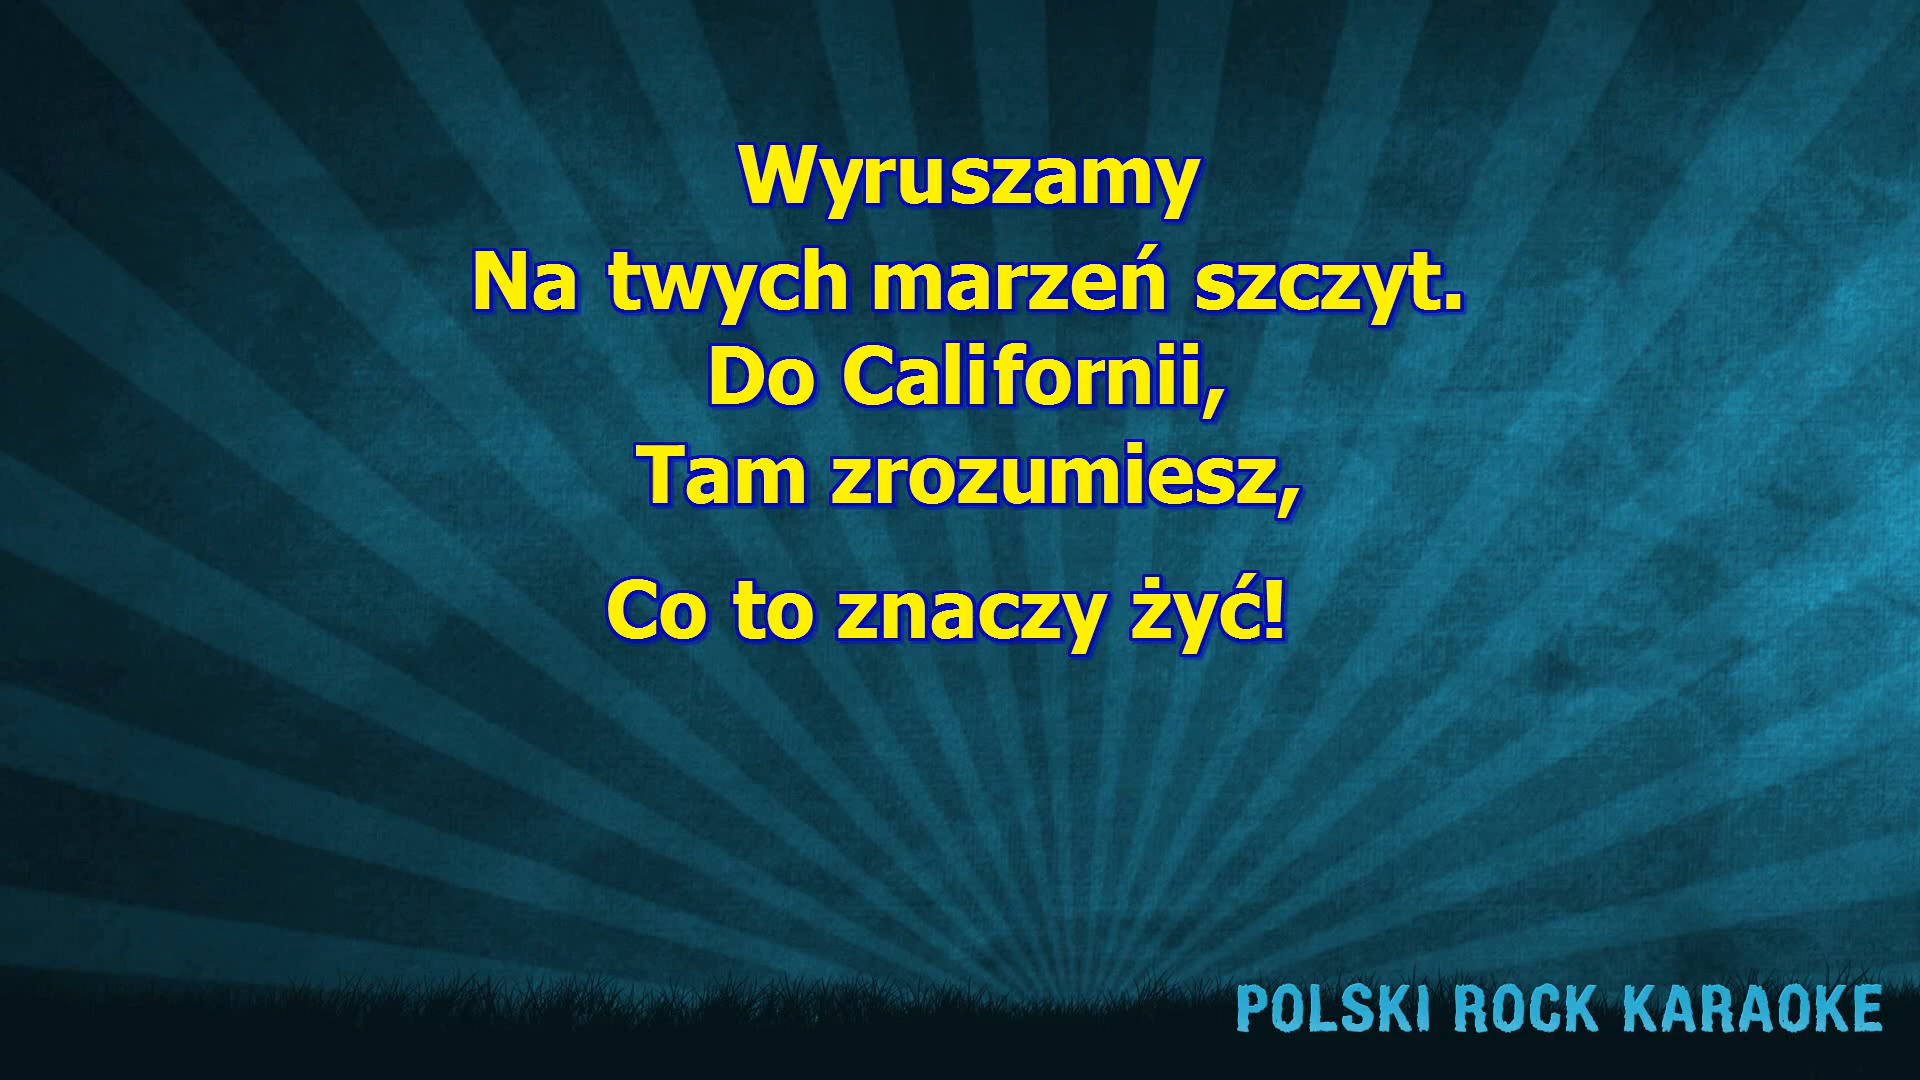 Wyruszamy
Na twych marzeń szczyt.
Do Californii,
Tam zrozumiesz,
Co to znaczy żyć!
POLSKI ROCK KARAOKE